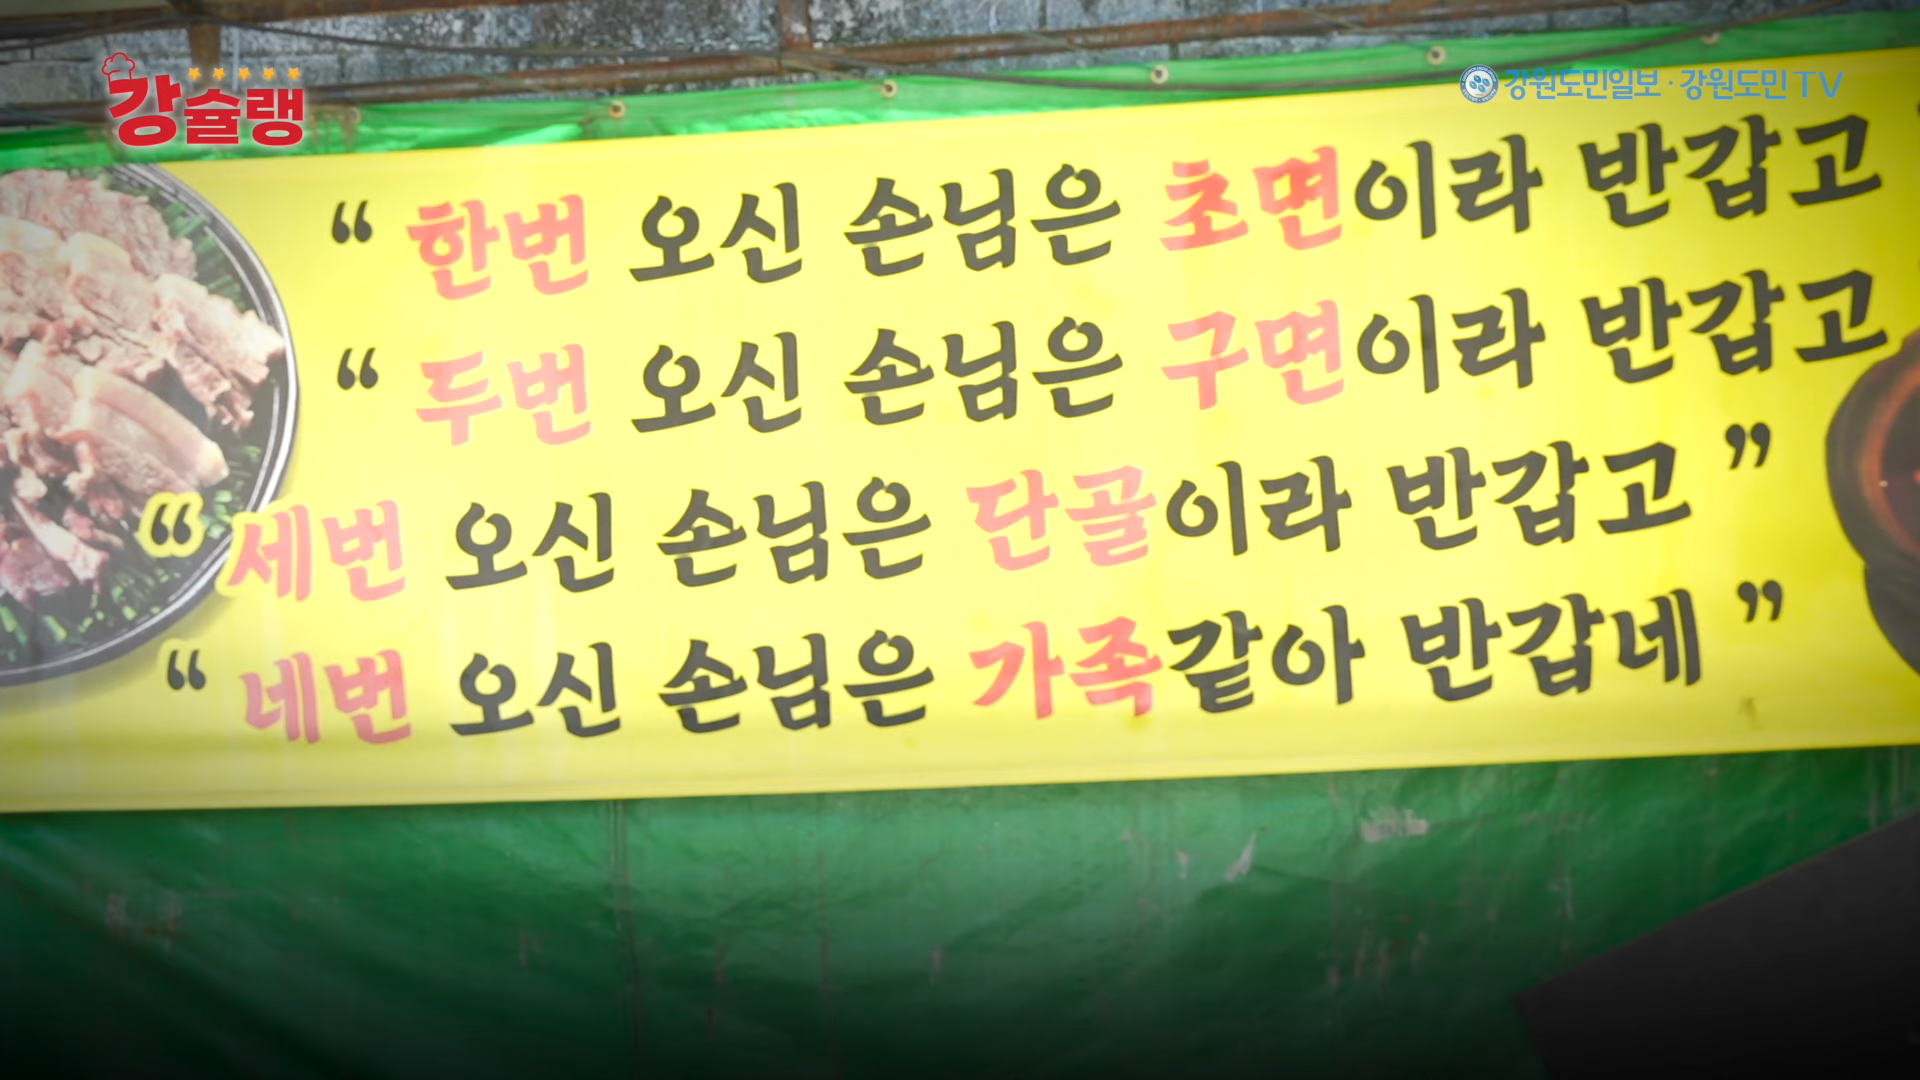 강슐랭
강원도민일보·강원도민TV
“ 한번 오신 손님은 초면이라 반갑고
“ 두번 오신 손님은 구면이라 반갑고
“ 세번 오신 손님은 단골이라 반갑고 ”
“ 네번 오신 손님은 가족같아 반갑네 ”